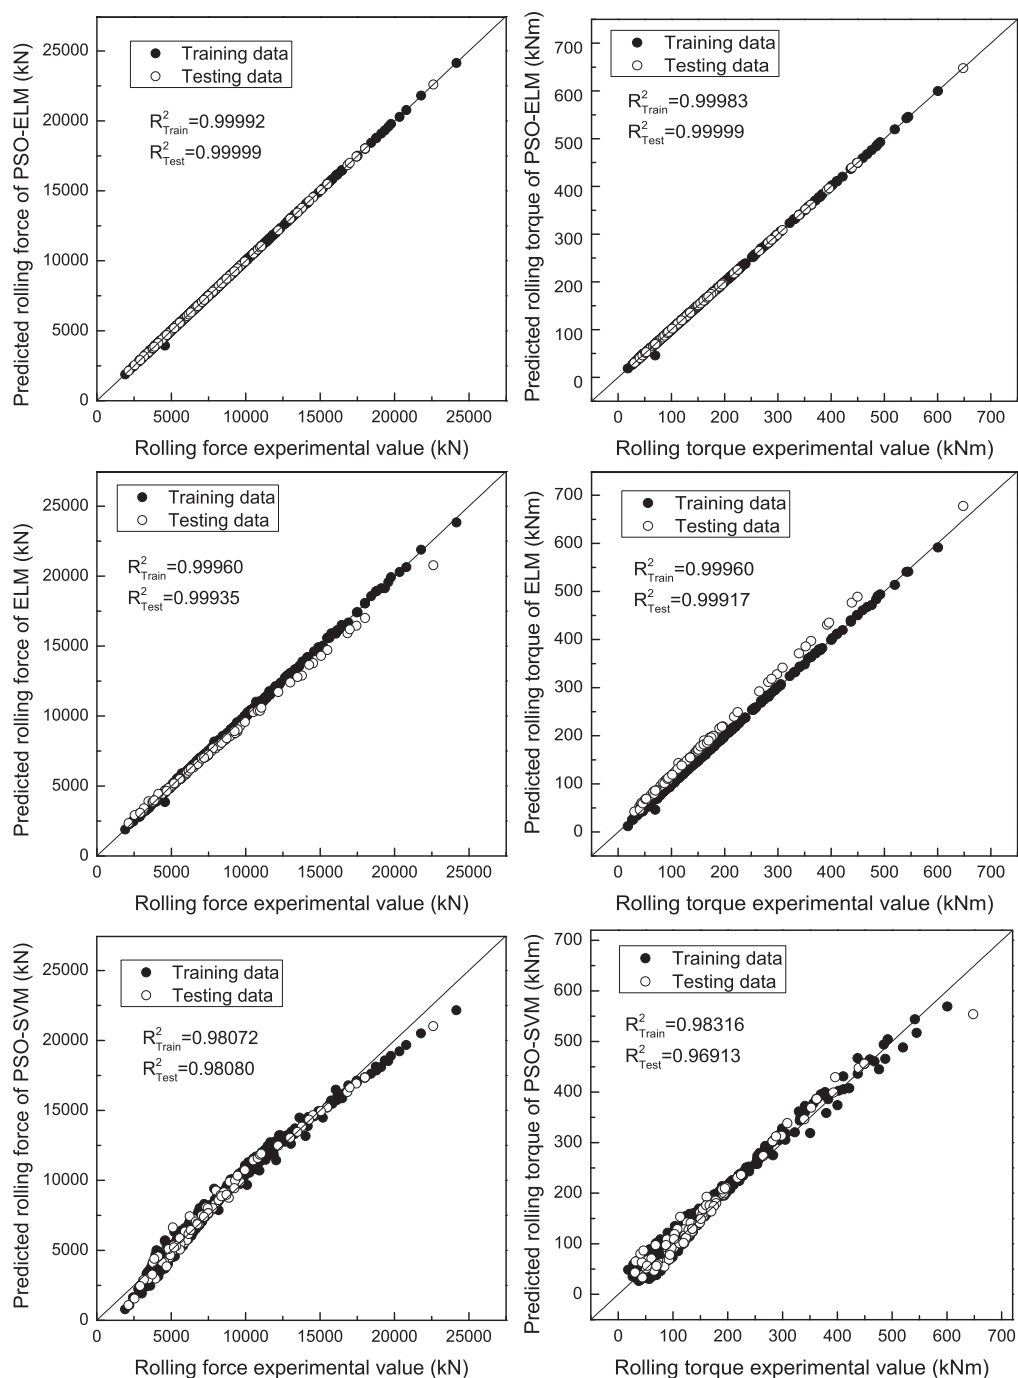 Predicted rolling force of PSO-ELM (kN)
25000
20000
15000
10000
5000
0
Training data
Testing data
R²Train=0.99992
R²Test=0.99999
0 5000 10000 15000 20000 25000
Rolling force experimental value (kN)
Predicted rolling torque of PSO-ELM (kNm)
700
600
500
400
300
200
100
0
Training data
Testing data
R²Train=0.99983
R²Test=0.99999
0 100 200 300 400 500 600 700
Rolling torque experimental value (kNm)
Predicted rolling force of ELM (kN)
25000
20000
15000
10000
5000
0
Training data
Testing data
R²Train=0.99960
R²Test=0.99935
0 5000 10000 15000 20000 25000
Rolling force experimental value (kN)
Predicted rolling torque of ELM (kNm)
700
600
500
400
300
200
100
0
Training data
Testing data
R²Train=0.99960
R²Test=0.99917
0 100 200 300 400 500 600 700
Rolling torque experimental value (kNm)
Predicted rolling force of PSO-SVM (kN)
25000
20000
15000
10000
5000
0
Training data
Testing data
R²Train=0.98072
R²Test=0.98080
0 5000 10000 15000 20000 25000
Rolling force experimental value (kN)
Predicted rolling torque of PSO-SVM (kNm)
700
600
500
400
300
200
100
0
Training data
Testing data
R²Train=0.98316
R²Test=0.96913
0 100 200 300 400 500 600 700
Rolling torque experimental value (kNm)